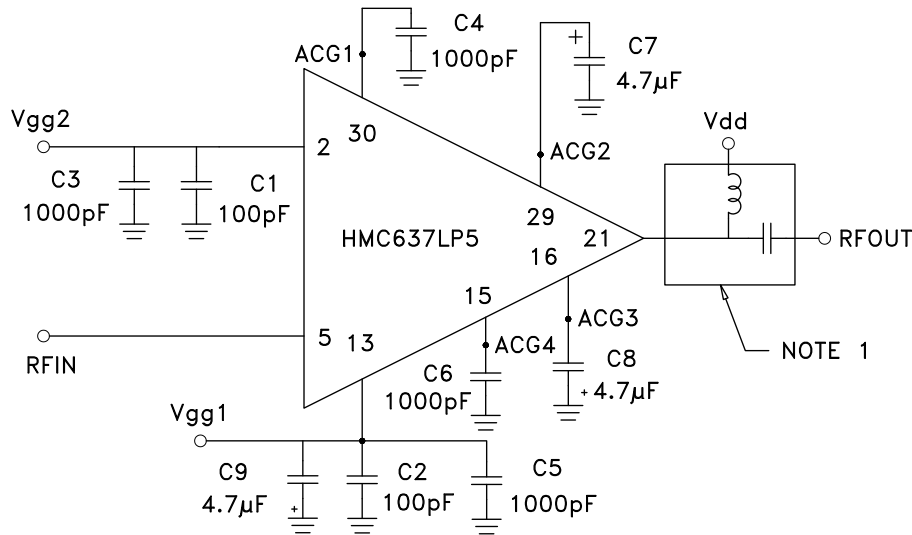 C4
1000pF
ACG1
+
C7
4.7µF
Vgg2
2
30
ACG2
Vdd
C3
1000pF
C1
100pF
29
HMC637LP5
21
RFOUT
16
15
5
13
ACG3
ACG4
NOTE 1
RFIN
C6
1000pF
C8
+
4.7µF
Vgg1
C9
4.7µF
+
C2
100pF
C5
1000pF